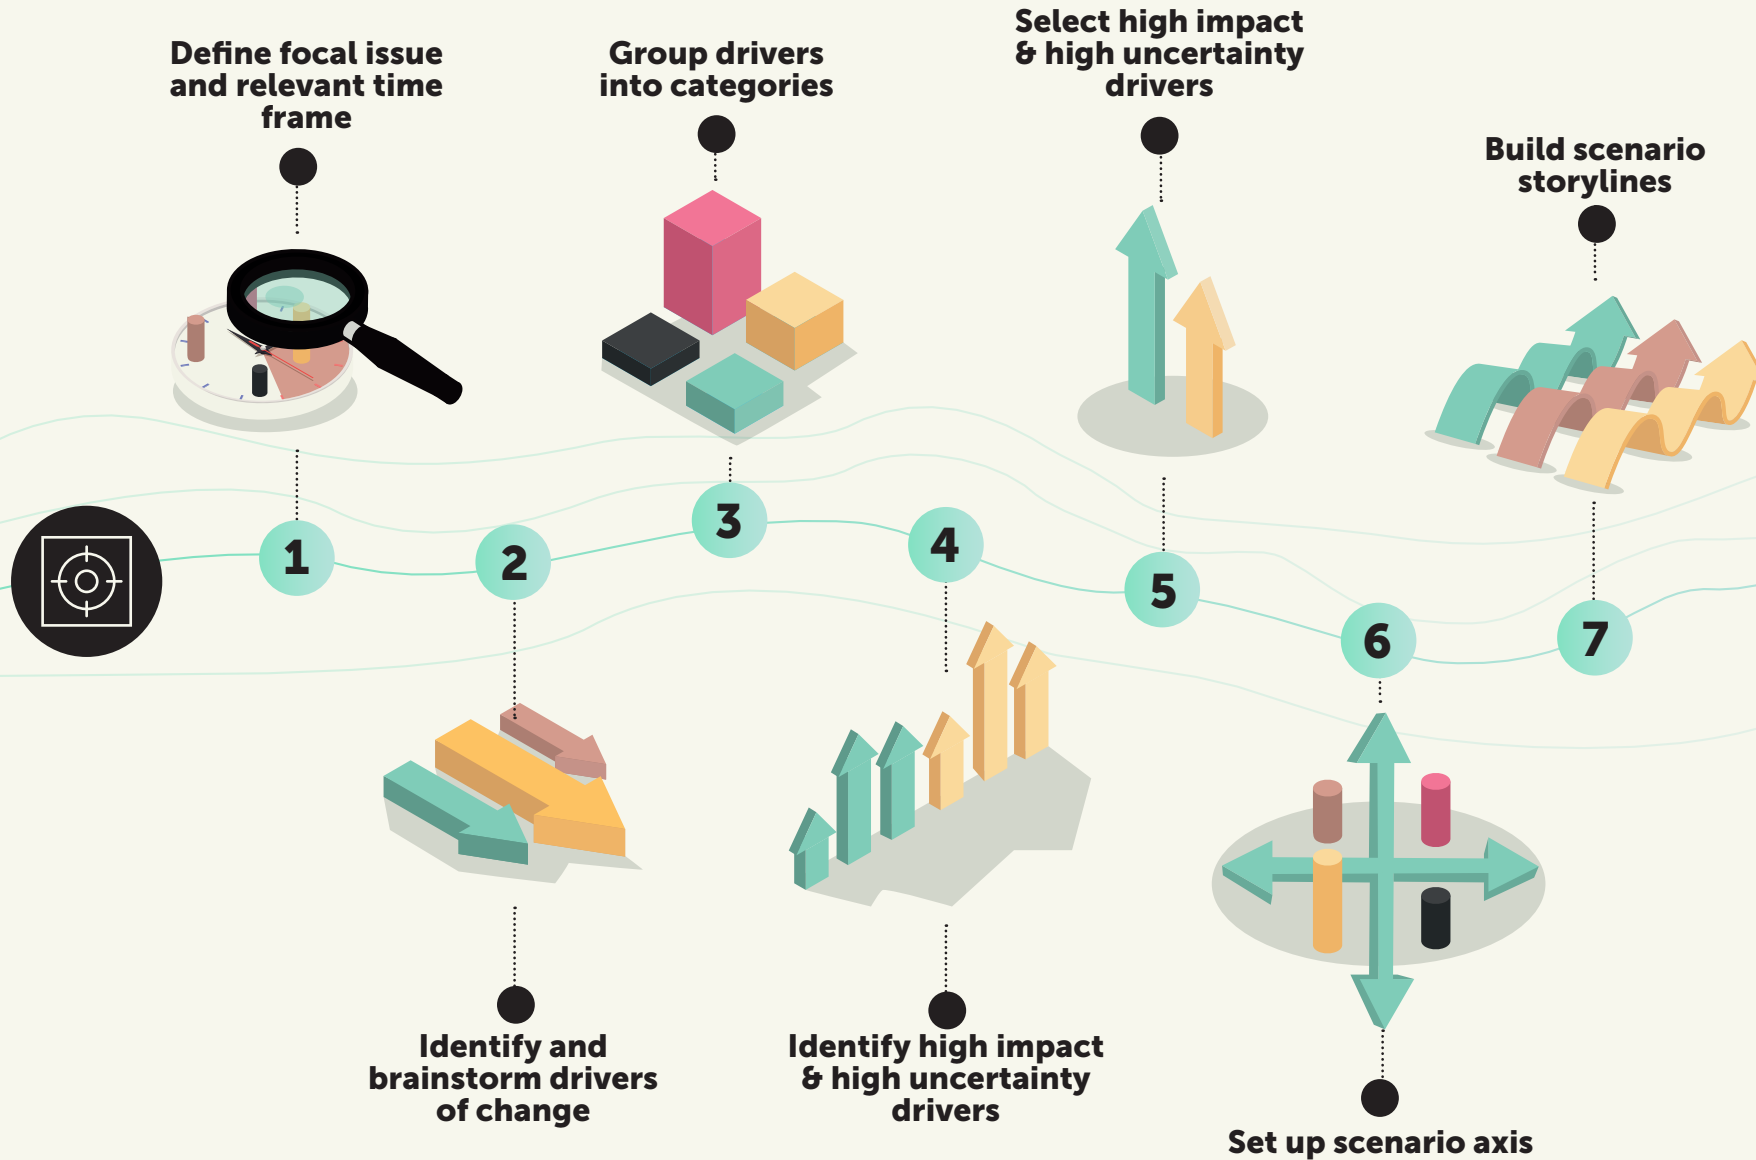 Define focal issue
and relevant time
frame
1
2
Identify and
brainstorm drivers
of change
Group drivers
into categories
3
4
Identify high impact
& high uncertainty
drivers
Select high impact
& high uncertainty
drivers
5
6
Set up scenario axis
Build scenario
storylines
7